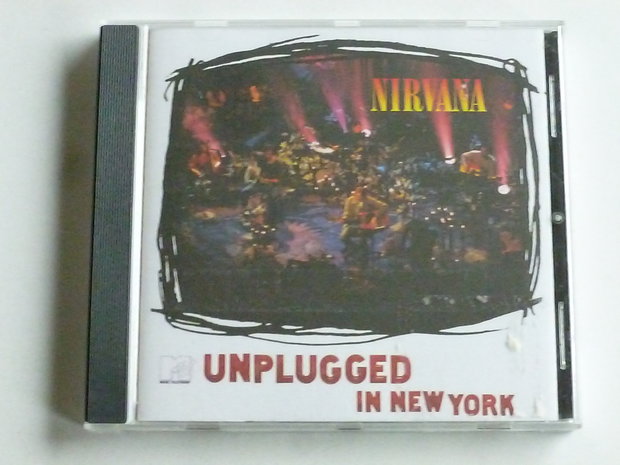 NIRVANA
MTV UNPLUGGED
IN NEW YORK